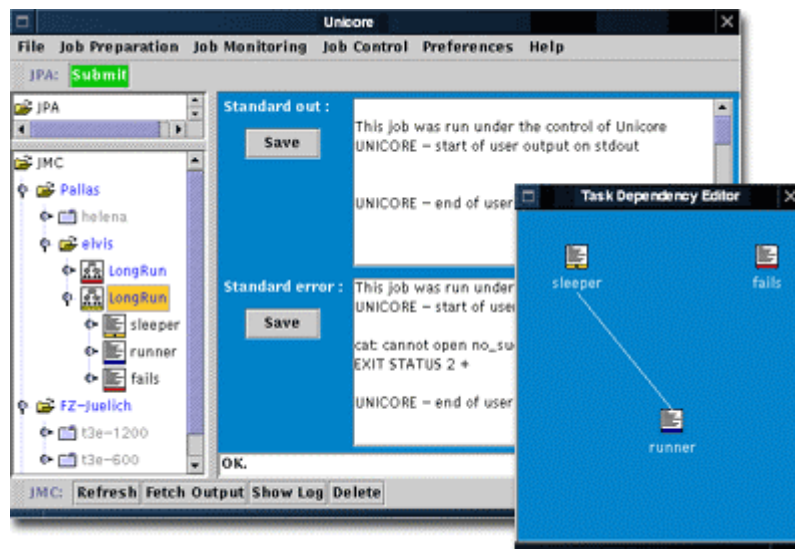 Unicore
File Job Preparation Job Monitoring Job Control Preferences Help
JPA: Submit
JPA
JMC
Pallas
helena
elvis
LongRun
LongRun
sleeper
runner
fails
FZ-Juelich
t3e-1200
t3e-600
Standard out :
Save
This job was run under the control of Unicore
UNICORE - start of user output on stdout
UNICORE - end of user
Standard error :
Save
This job was run under
UNICORE - start of use
cat: cannot open no_su
EXIT STATUS 2 +
UNICORE - end of user
OK.
JMC: Refresh Fetch Output Show Log Delete
Task Dependency Editor
sleeper
fails
runner